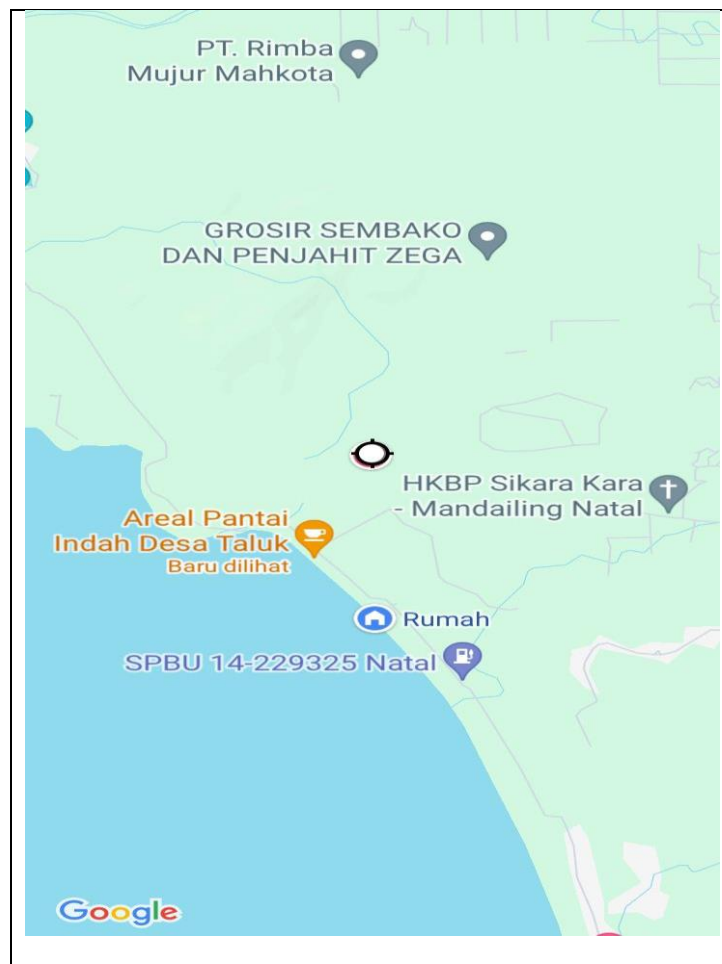 PT. Rimba
Mujur Mahkota
GROSIR SEMBAKO
DAN PENJAHIT ZEGA
HKBP Sikara Kara
- Mandailing Natal
Areal Pantai
Indah Desa Taluk
Baru dilihat
Rumah
SPBU 14-229325 Natal
Google